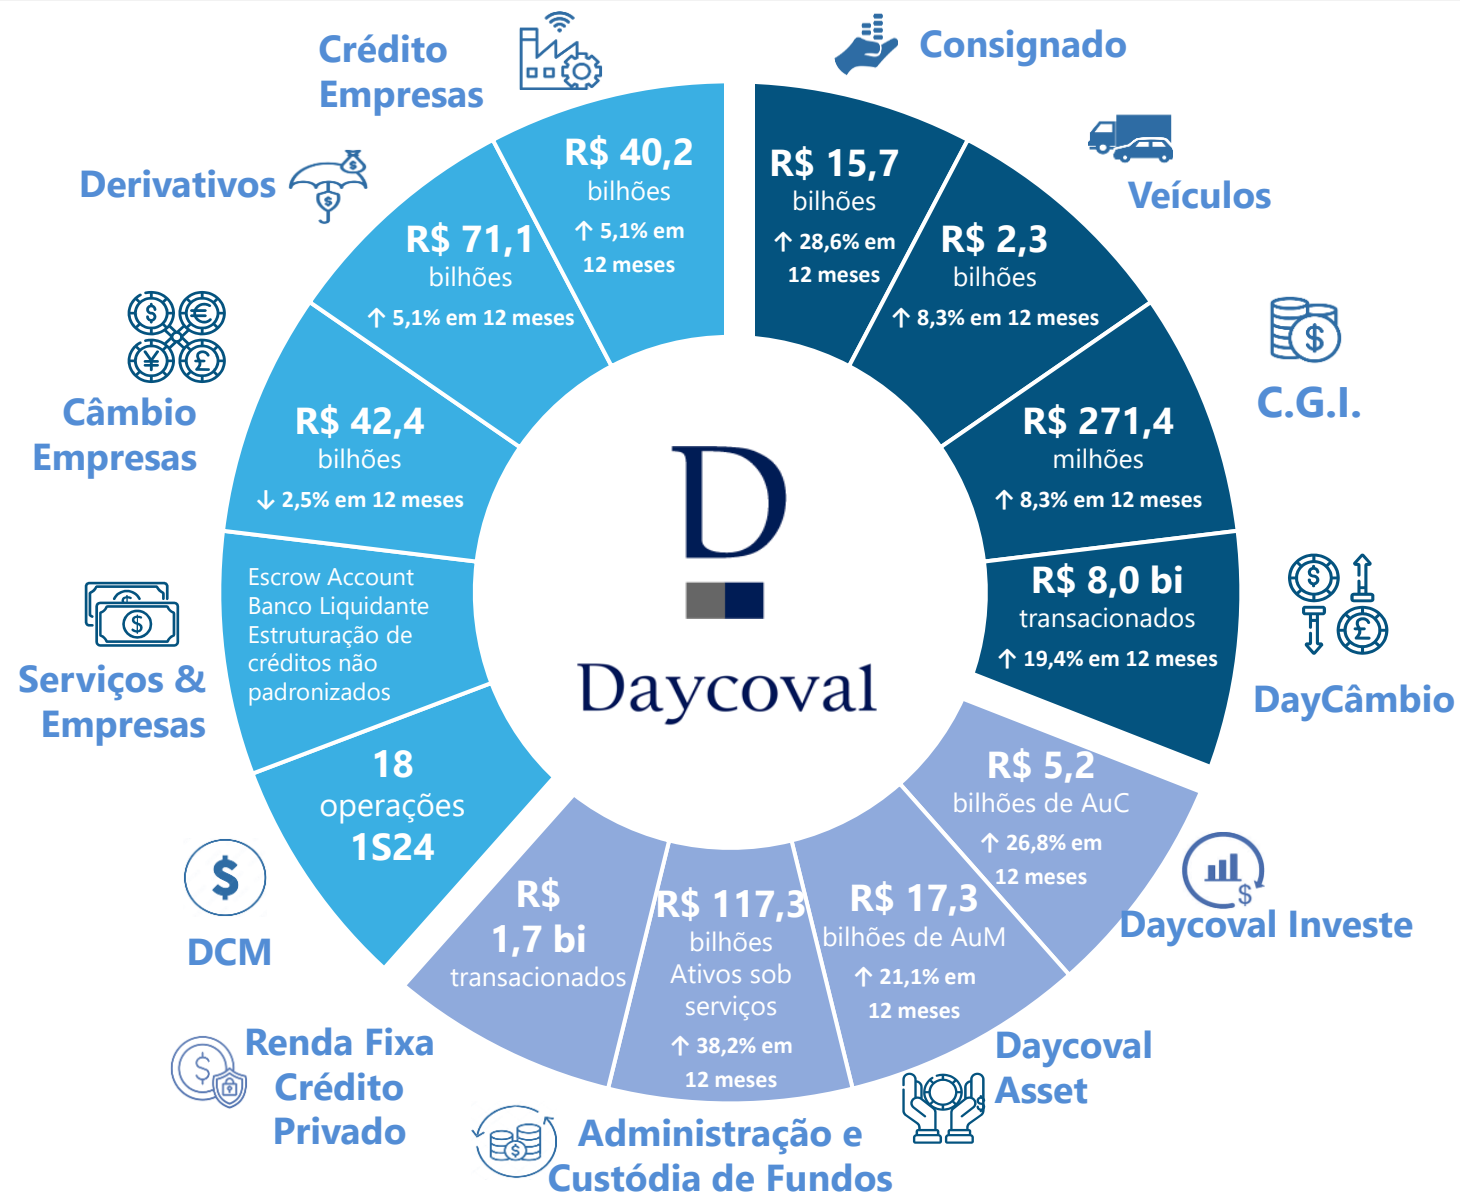 Crédito
Empresas
R$ 40,2
bilhões
↑ 5,1% em
12 meses
Consignado
R$ 15,7
bilhões
↑ 28,6% em
12 meses
Veículos
R$ 2,3
bilhões
↑ 8,3% em 12 meses
C.G.I.
R$ 271,4
milhões
↑ 8,3% em 12 meses
DayCâmbio
R$ 8,0 bi
transacionados
↑ 19,4% em 12 meses
Daycoval Investe
R$ 5,2
bilhões de AuC
↑ 26,8% em
12 meses
Daycoval
Asset
R$ 17,3
bilhões de AuM
↑ 21,1% em
12 meses
Administração e
Custódia de Fundos
R$ 117,3
bilhões
Ativos sob
serviços
↑ 38,2% em
12 meses
Renda Fixa
Crédito
Privado
R$
1,7 bi
transacionados
DCM
18
operações
1S24
Serviços &
Empresas
Escrow Account
Banco Liquidante
Estruturação de
créditos não
padronizados
Câmbio
Empresas
R$ 42,4
bilhões
↓ 2,5% em 12 meses
Derivativos
R$ 71,1
bilhões
↑ 5,1% em 12 meses
D
Daycoval